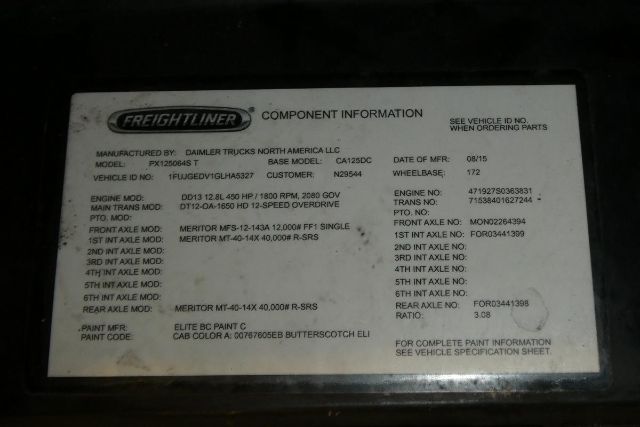 FREIGHTLINER®
COMPONENT INFORMATION
SEE VEHICLE ID NO.
WHEN ORDERING PARTS
MANUFACTURED BY: DAIMLER TRUCKS NORTH AMERICA LLC
MODEL: PX125064S T BASE MODEL: CA125DC DATE OF MFR: 08/15
VEHICLE ID NO: 1FUJGEDV1GLHA5327 CUSTOMER: N29544 WHEELBASE: 172
ENGINE MOD: DD13 12.8L 450 HP / 1800 RPM, 2080 GOV ENGINE NO: 471927S0363831
MAIN TRANS MOD: DT12-OA-1650 HD 12-SPEED OVERDRIVE TRANS NO: 71538401627244
PTO. MOD: PTO. NO:
FRONT AXLE MOD: MERITOR MFS-12-143A 12,000# FF1 SINGLE FRONT AXLE NO: MON02264394
1ST INT AXLE MOD: MERITOR MT-40-14X 40,000# R-SRS 1ST INT AXLE NO: FOR03441399
2ND INT AXLE MOD: 2ND INT AXLE NO:
3RD INT AXLE MOD: 3RD INT AXLE NO:
4TH INT AXLE MOD: 4TH INT AXLE NO:
5TH INT AXLE MOD: 5TH INT AXLE NO:
6TH INT AXLE MOD: 6TH INT AXLE NO:
REAR AXLE MOD: MERITOR MT-40-14X 40,000# R-SRS REAR AXLE NO: FOR03441398
RATIO: 3.08
PAINT MFR: ELITE BC PAINT C
PAINT CODE: CAB COLOR A: 00767605EB BUTTERSCOTCH ELI
FOR COMPLETE PAINT INFORMATION
SEE VEHICLE SPECIFICATION SHEET.